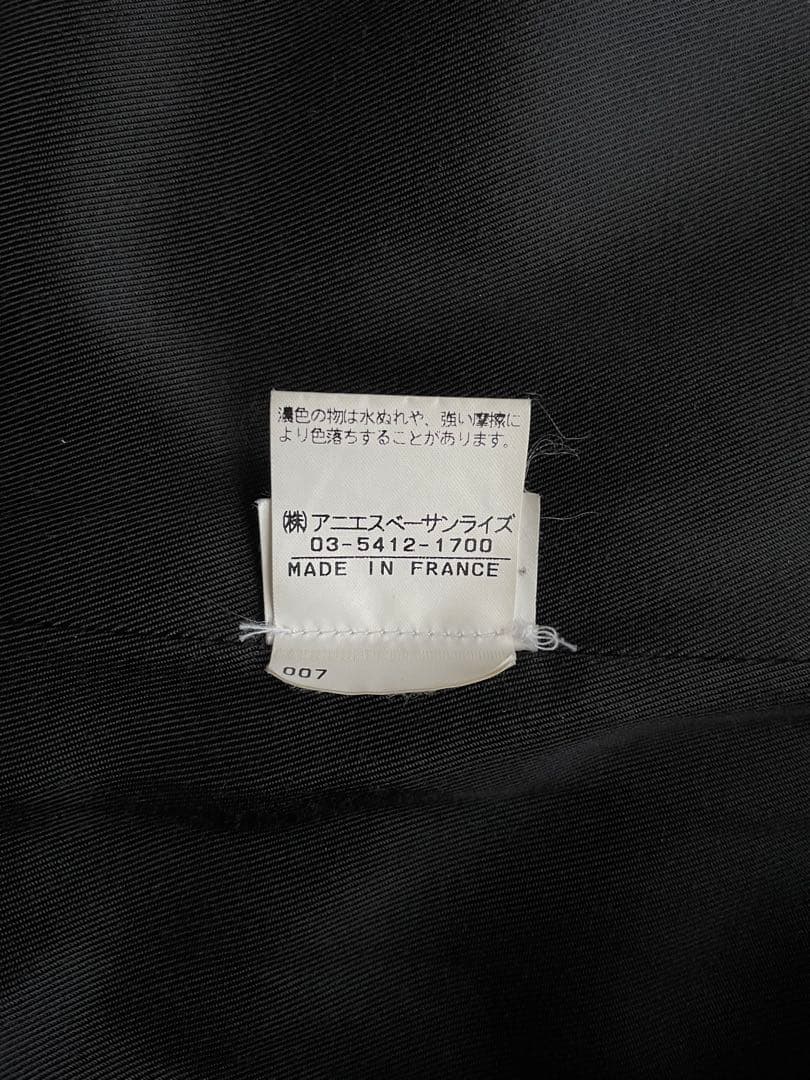 濃色の物は水ぬれや、強い摩擦に
より色落ちすることがあります。
(株)アニエスベーサンライズ
03-5412-1700
MADE IN FRANCE
007